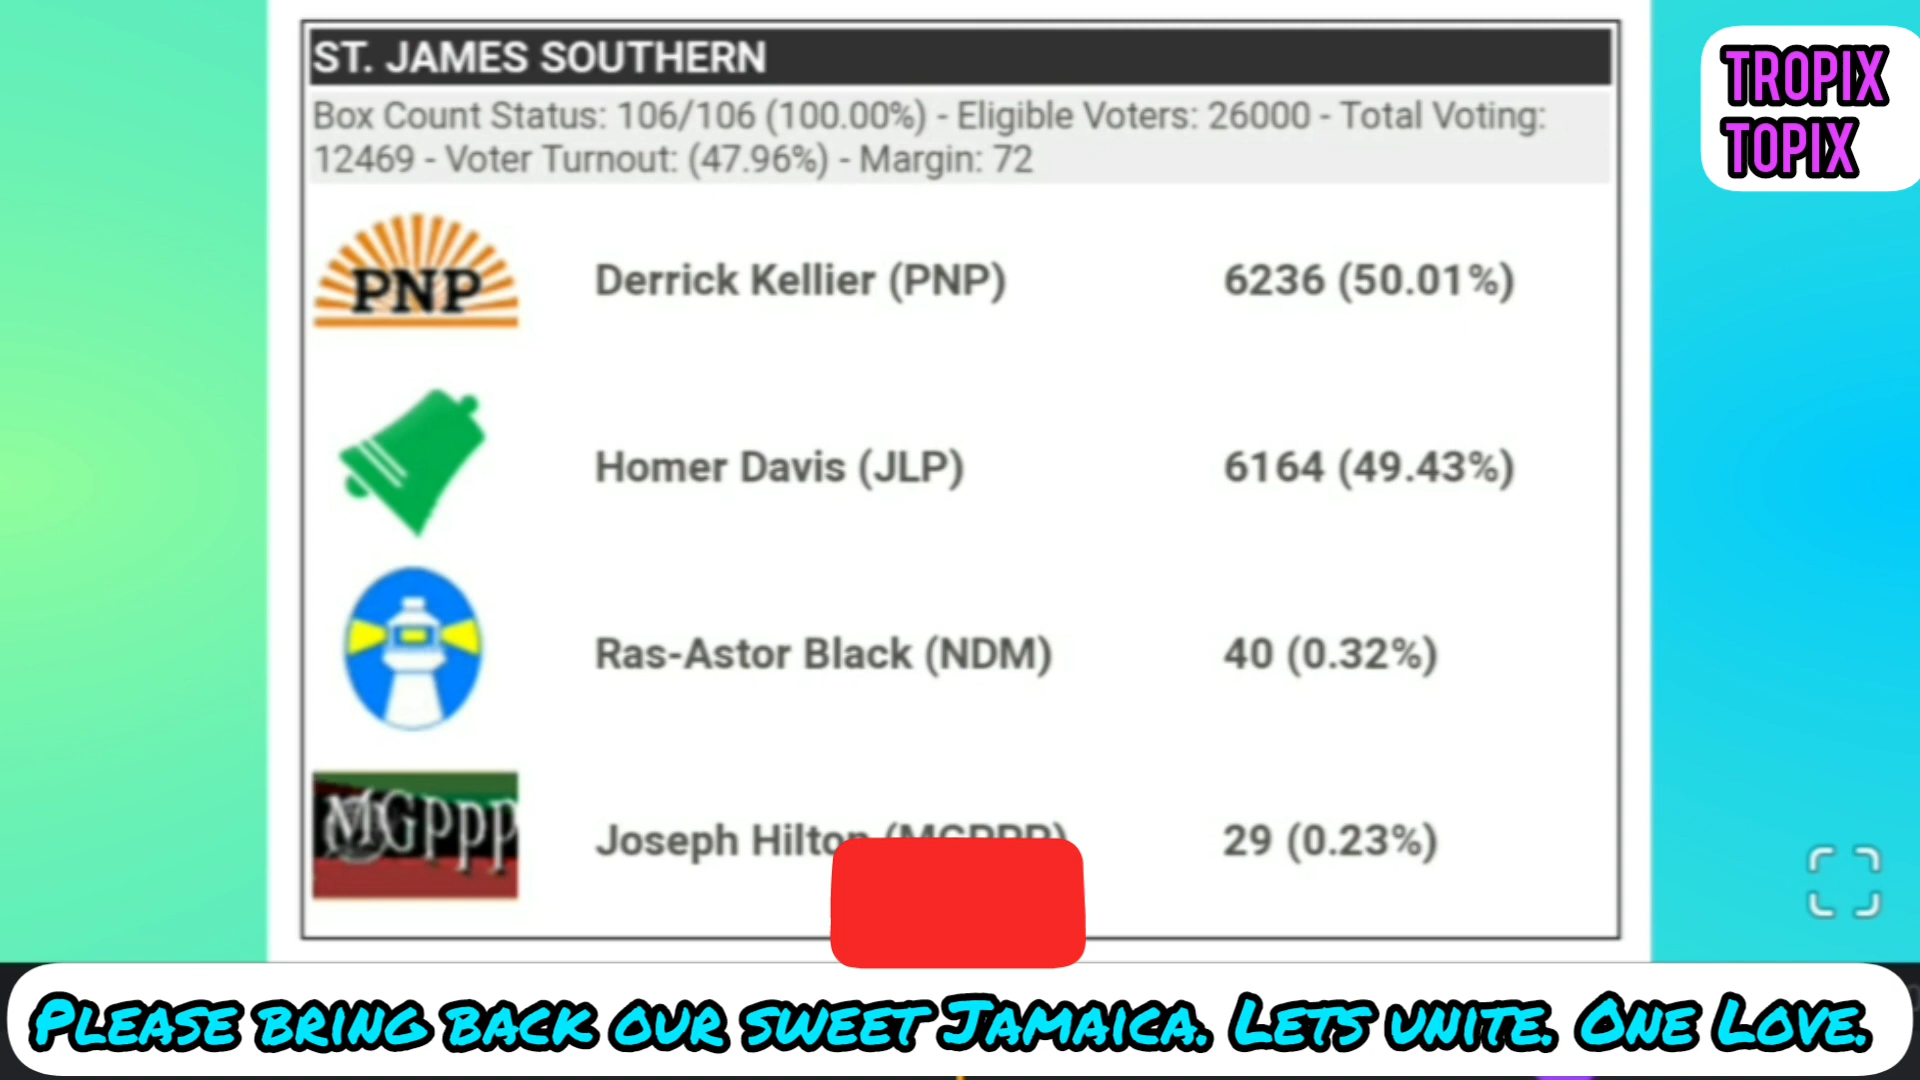 ST. JAMES SOUTHERN
TROPIX
TOPIX
Box Count Status: 106/106 (100.00%) - Eligible Voters: 26000 - Total Voting:
12469 - Voter Turnout: (47.96%) - Margin: 72
PNP
Derrick Kellier (PNP) 6236 (50.01%)
Homer Davis (JLP) 6164 (49.43%)
Ras-Astor Black (NDM) 40 (0.32%)
MGPPP
Joseph Hilton (MGPPP) 29 (0.23%)
PLEASE BRING BACK OUR SWEET JAMAICA. LETS UNITE. ONE LOVE.